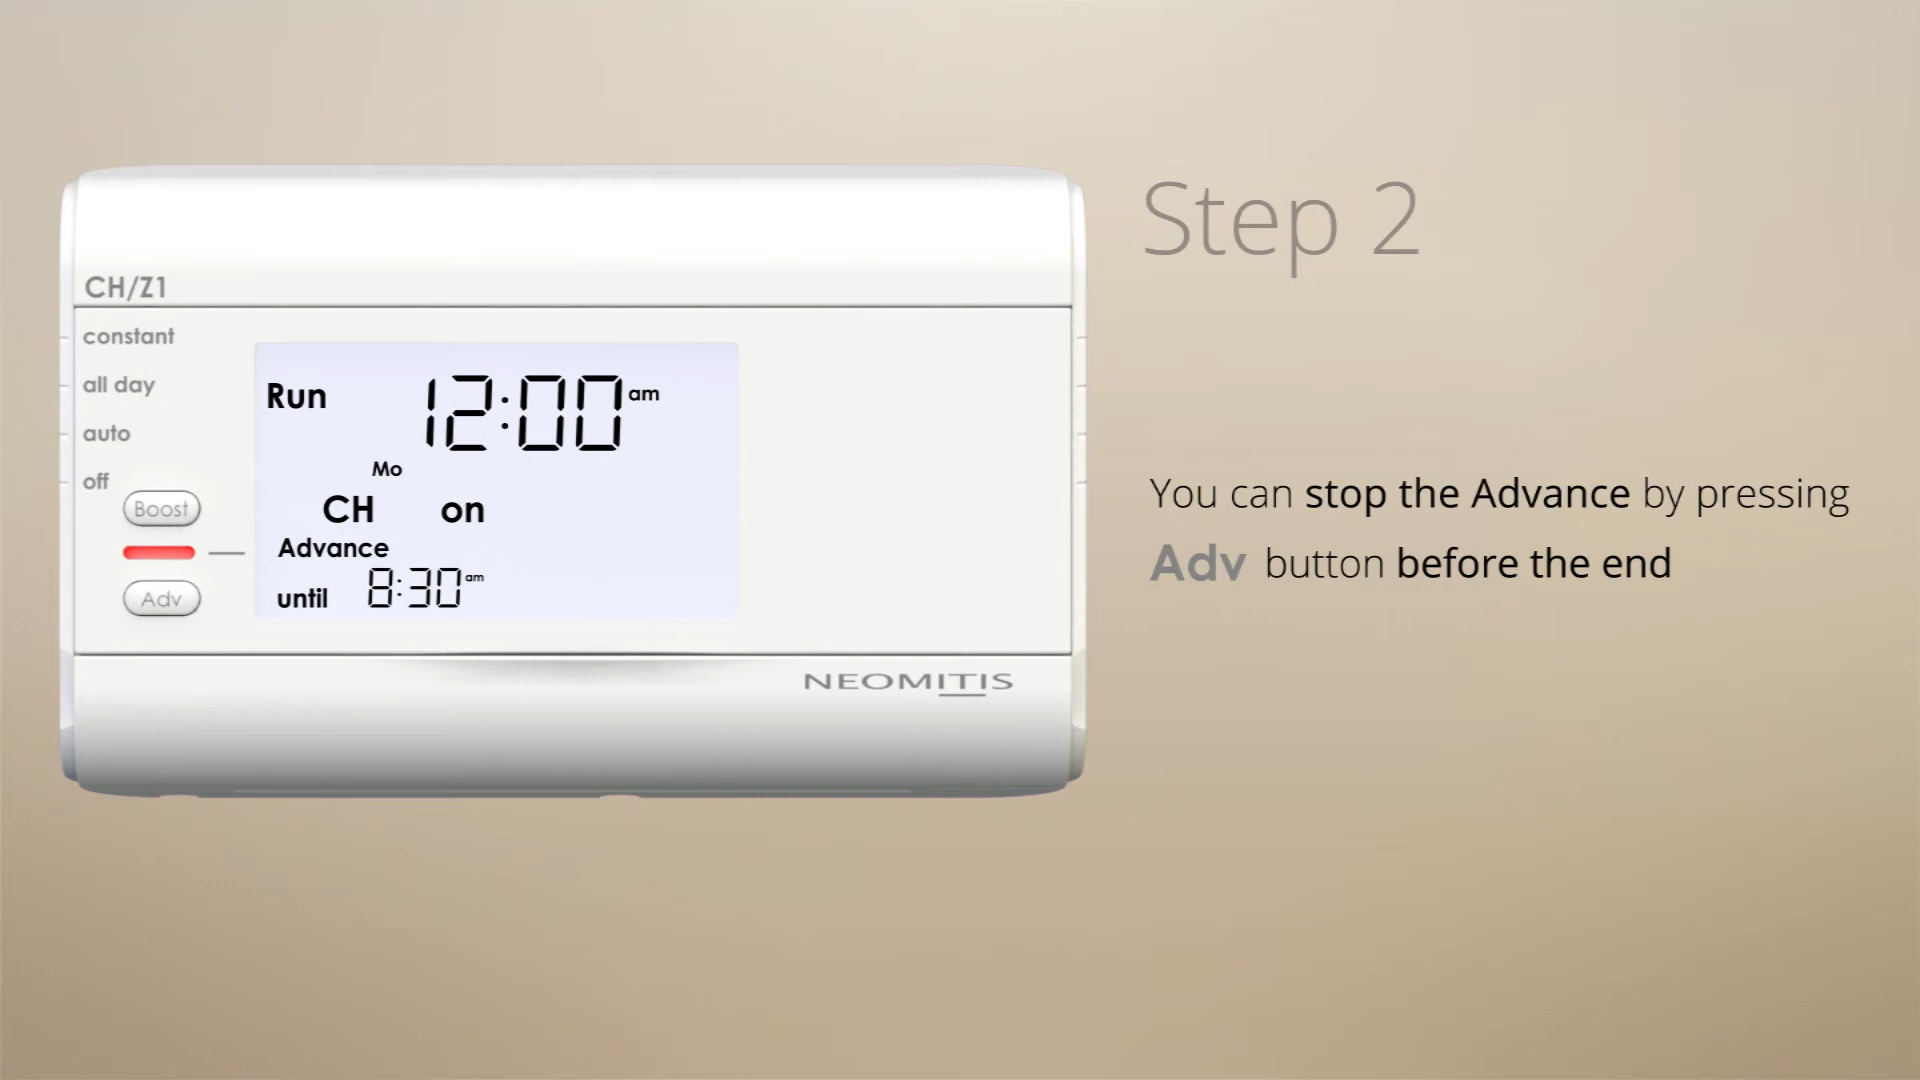 Step 2
CH/Z1
constant
all day
auto
off
Boost
Adv
Run 12:00 am
Mo
CH on
Advance
until 8:30 am
NEOMITIS
You can stop the Advance by pressing
Adv button before the end